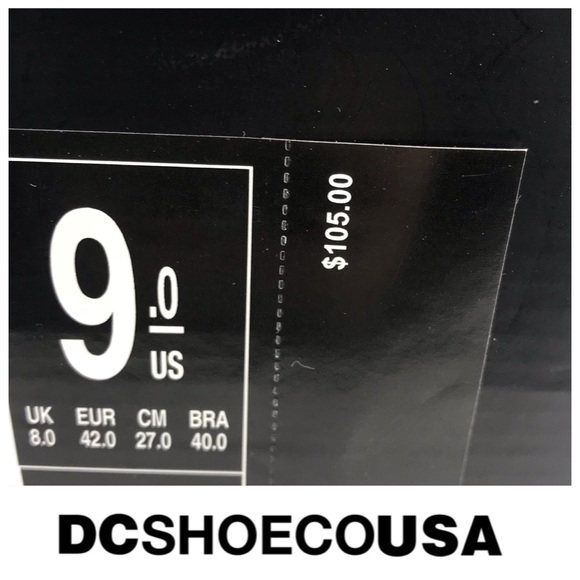 $105.00
9.0
US
UK EUR CM BRA
8.0 42.0 27.0 40.0
DCSHOECOUSA